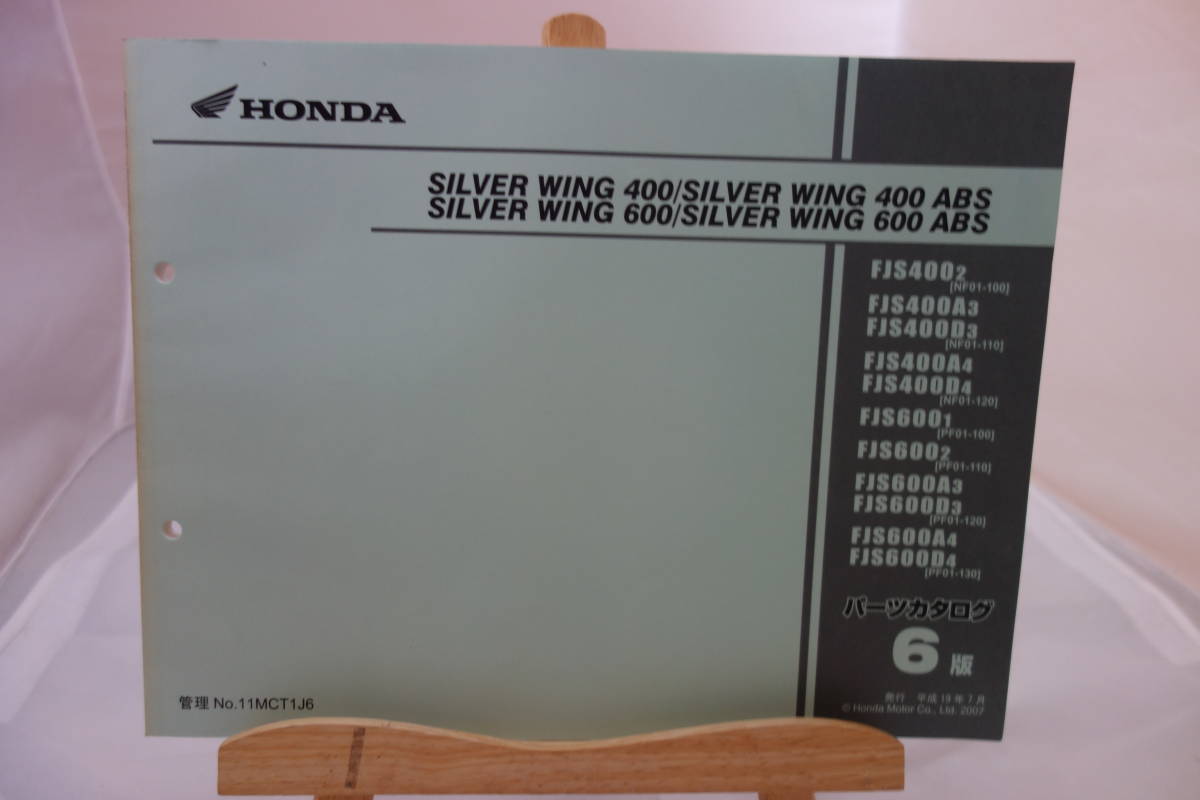 HONDA
SILVER WING 400/SILVER WING 400 ABS
SILVER WING 600/SILVER WING 600 ABS
FJS4002
[NF01-100]
FJS400A3
FJS400D3
[NF01-110]
FJS400A4
FJS400D4
[NF01-120]
FJS6001
[PF01-100]
FJS6002
[PF01-110]
FJS600A3
FJS600D3
[PF01-120]
FJS600A4
FJS600D4
[PF01-130]
パーツカタログ
6版
発行 平成19年7月
© Honda Motor Co., Ltd. 2007
管理 No.11MCT1J6